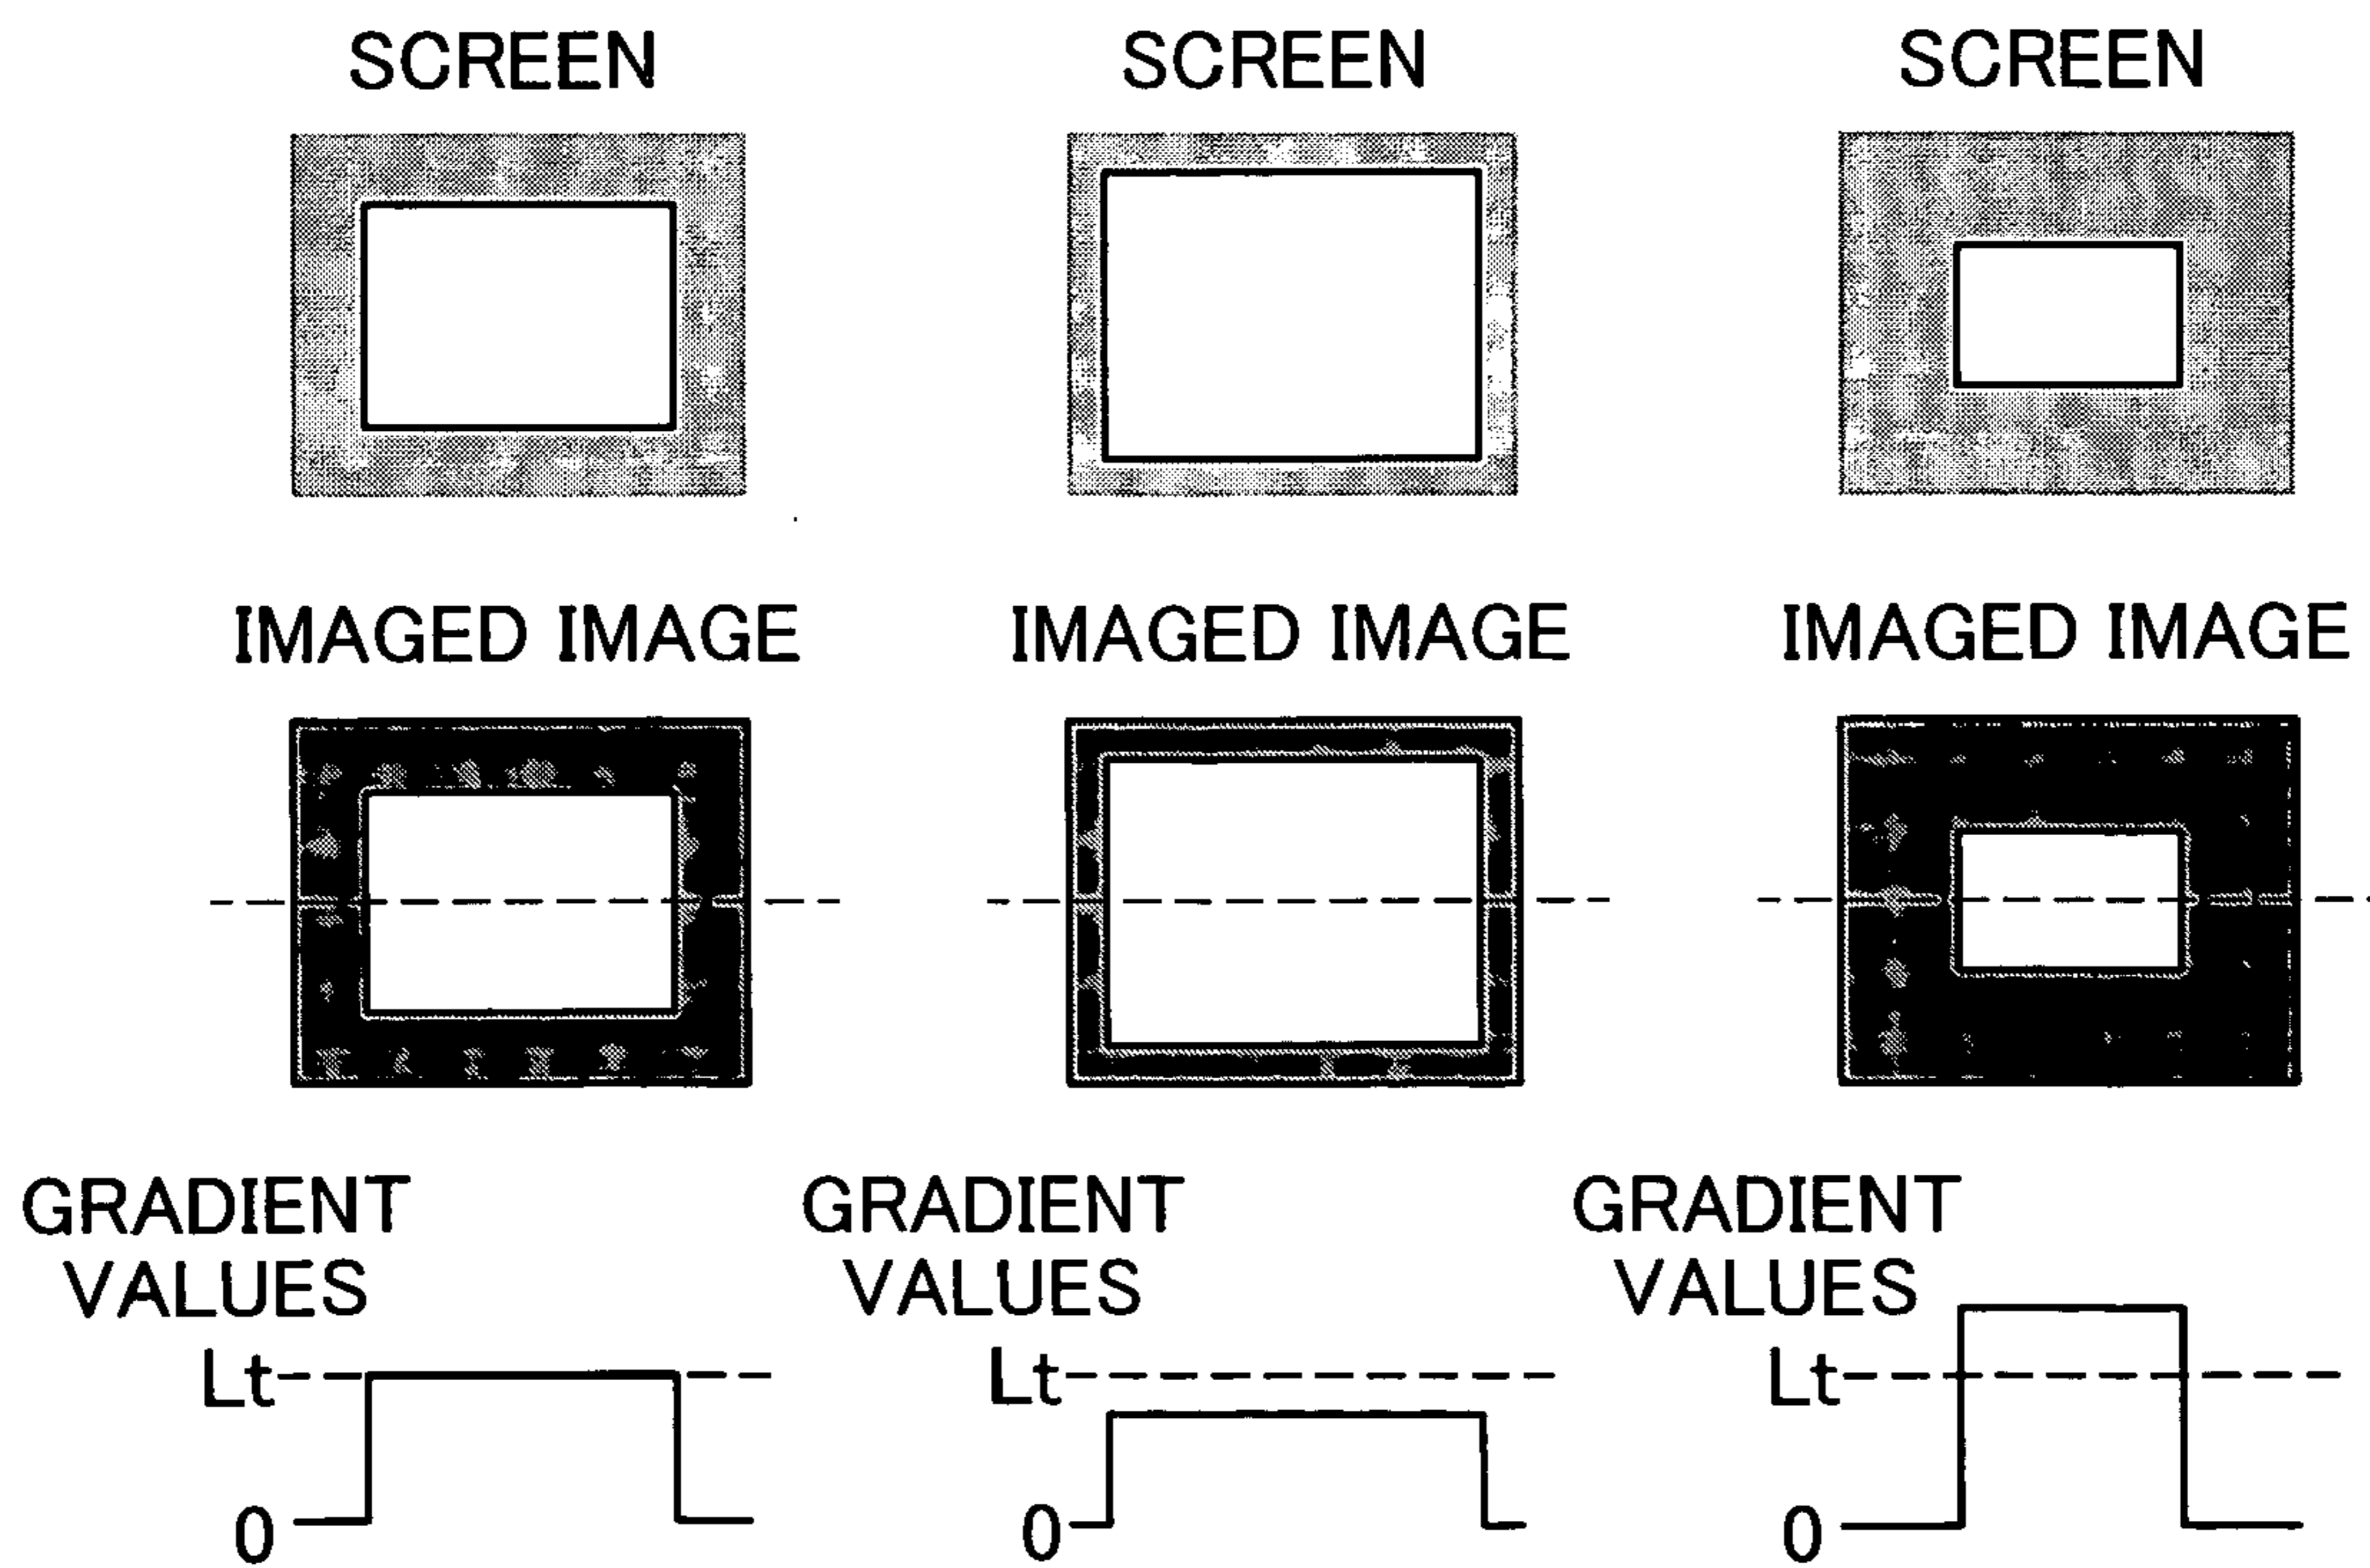 SCREEN
SCREEN
SCREEN
IMAGED IMAGE
IMAGED IMAGE
IMAGED IMAGE
GRADIENT
VALUES
Lt
0
GRADIENT
VALUES
Lt
0
GRADIENT
VALUES
Lt
0